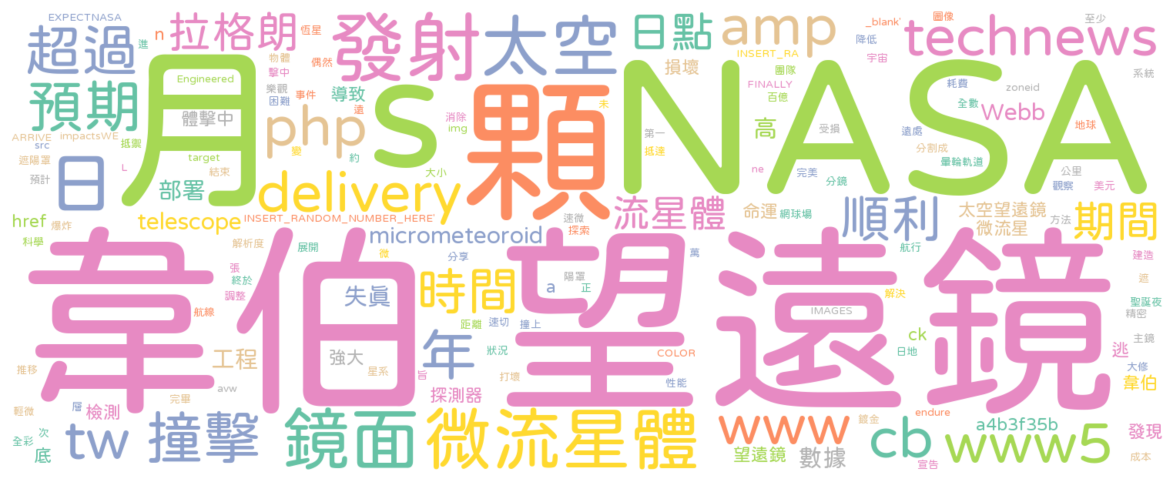 EXPECTNASA
進
n
拉格朗
恆星
發射
太空
日點
amp
_blank'
圖像
至少
technews
超過
物體
偶然
擊中
樂觀
事件
困難
遠
導致
損壞
INSERT_RA
降低
宇宙
團隊
FINALLY
百億
耗費
系統
zoneid
全數
預期
月
Engineered
體擊中
php
s
顆
NASA
消除
img
未
高
第一
抵達
受損
Webb
遠處
分割成
暈輪軌道
地球
ARRIVE
impactsWE
抵禦
src
遮陽罩
預計
L
target
結束
變
約
大小
ne
完美
分鏡
公里
觀察
美元
日
部署
delivery
流星體
命運
網球場
順利
太空望遠鏡
微流星
方法
期間
href
科學
爆炸
telescope
INSERT_RANDOM_NUMBER_HERE'
速微
探索
micrometeoroid
解析度
展開
微
分享
萬
航行
建造
韋伯望遠鏡
張
終於
調整
航線
失真
時間
a
陽罩
正
解決
遮
聖誕夜
精密
IMAGES
距離
速切
撞上
ck
主鏡
日地
逃
大修
韋伯
工程
強大
年
狀況
COLOR
推移
星系
avw
旨
打壞
性能
探測器
完畢
輕微
層
檢測
全彩
次
底
tw
撞擊
鏡面
微流星體
www
望遠鏡
數據
鍍金
cb
endure
宣告
a4b3f35b
www5
發現
成本